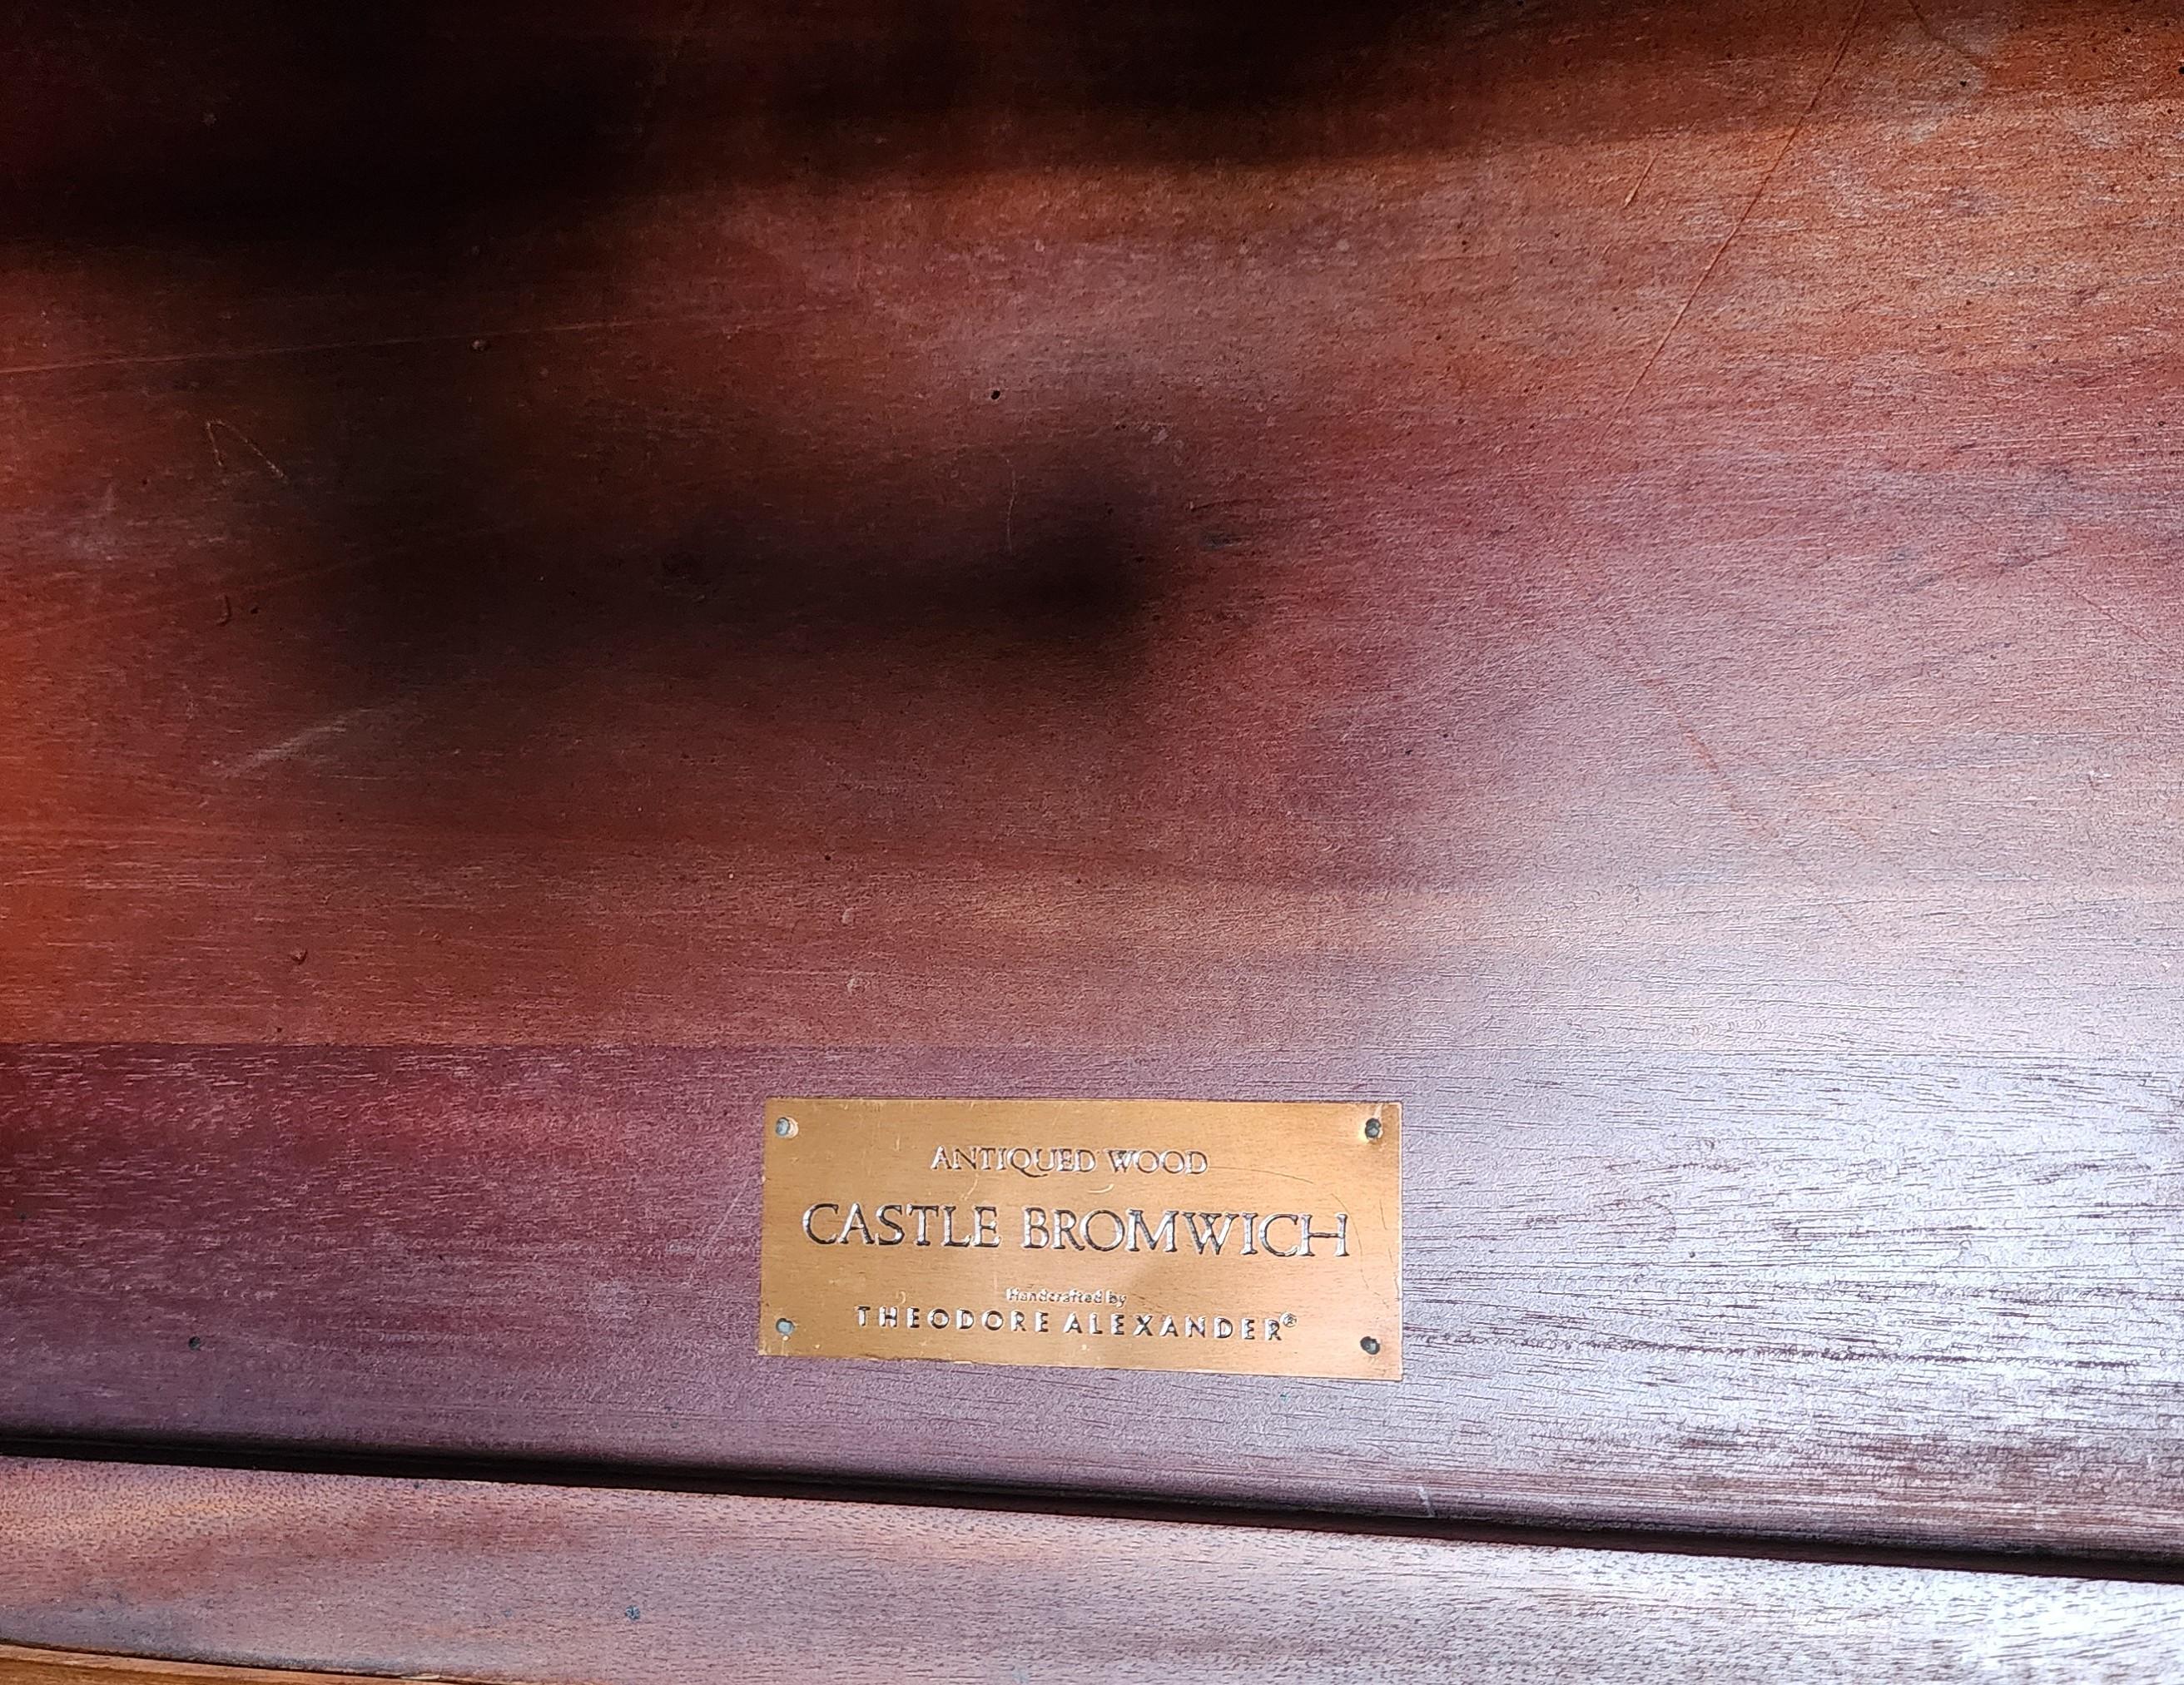 ANTIQUED WOOD
CASTLE BROMWICH
Handcrafted by
THEODORE ALEXANDER®